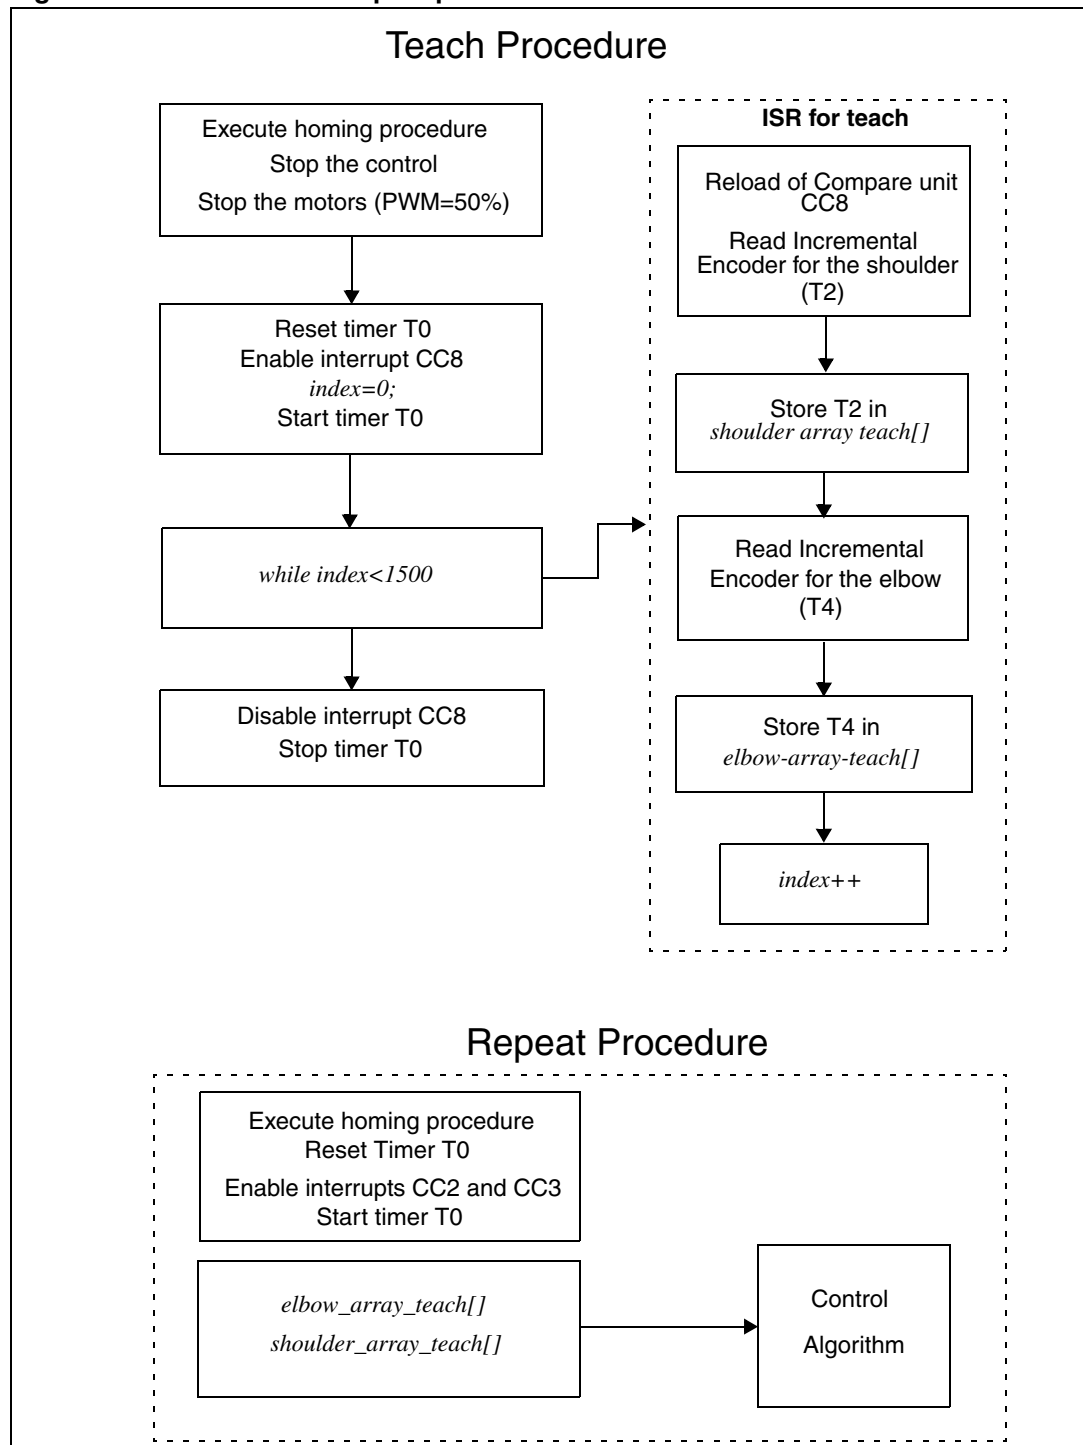 Teach Procedure
Execute homing procedure
Stop the control
Stop the motors (PWM=50%)
Reset timer T0
Enable interrupt CC8
index=0;
Start timer T0
while index<1500
Disable interrupt CC8
Stop timer T0
ISR for teach
Reload of Compare unit
CC8
Read Incremental
Encoder for the shoulder
(T2)
Store T2 in
shoulder array teach[]
Read Incremental
Encoder for the elbow
(T4)
Store T4 in
elbow-array-teach[]
index++
Repeat Procedure
Execute homing procedure
Reset Timer T0
Enable interrupts CC2 and CC3
Start timer T0
elbow_array_teach[]
shoulder_array_teach[]
Control
Algorithm